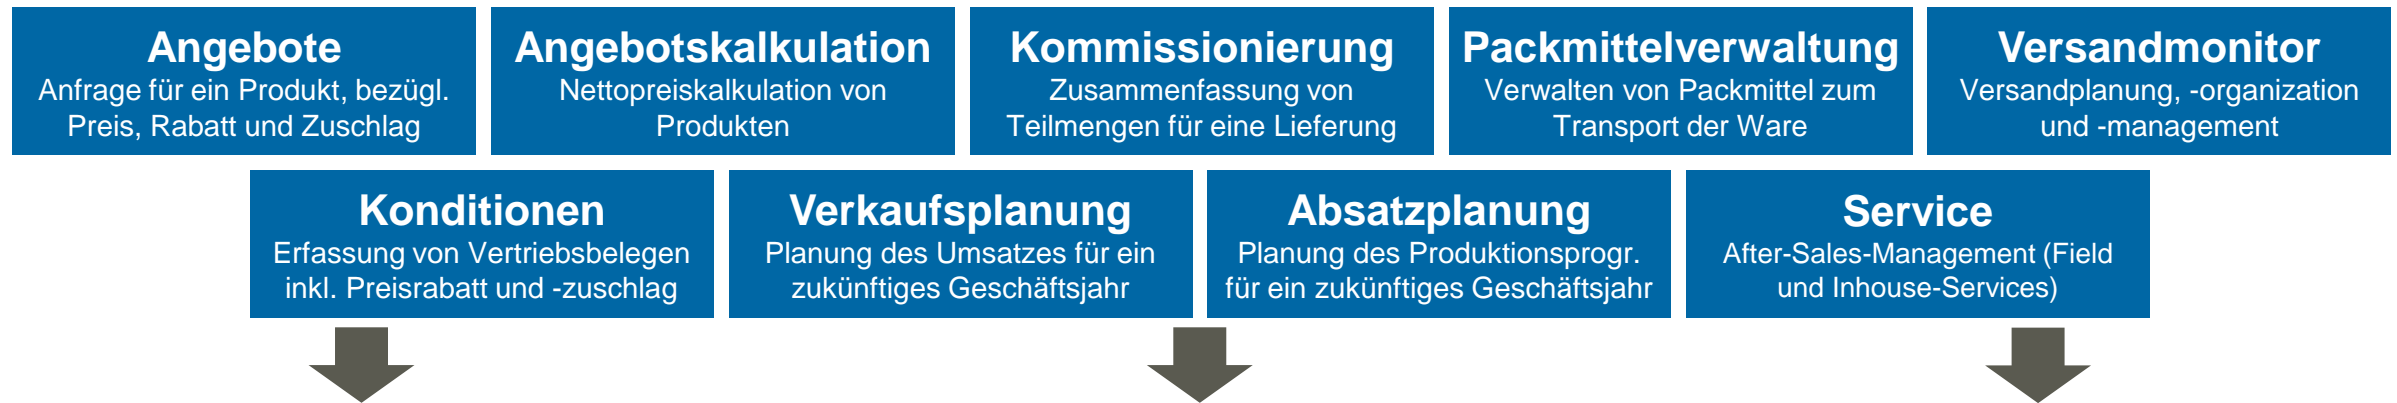 Angebote
Anfrage für ein Produkt, bezügl.
Preis, Rabatt und Zuschlag
Angebotskalkulation
Nettopreiskalkulation von
Produkten
Kommissionierung
Zusammenfassung von
Teilmengen für eine Lieferung
Packmittelverwaltung
Verwalten von Packmittel zum
Transport der Ware
Versandmonitor
Versandplanung, -organization
und -management
Konditionen
Erfassung von Vertriebsbelegen
inkl. Preisrabatt und -zuschlag
Verkaufsplanung
Planung des Umsatzes für ein
zukünftiges Geschäftsjahr
Absatzplanung
Planung des Produktionsprogr.
für ein zukünftiges Geschäftsjahr
Service
After-Sales-Management (Field
und Inhouse-Services)